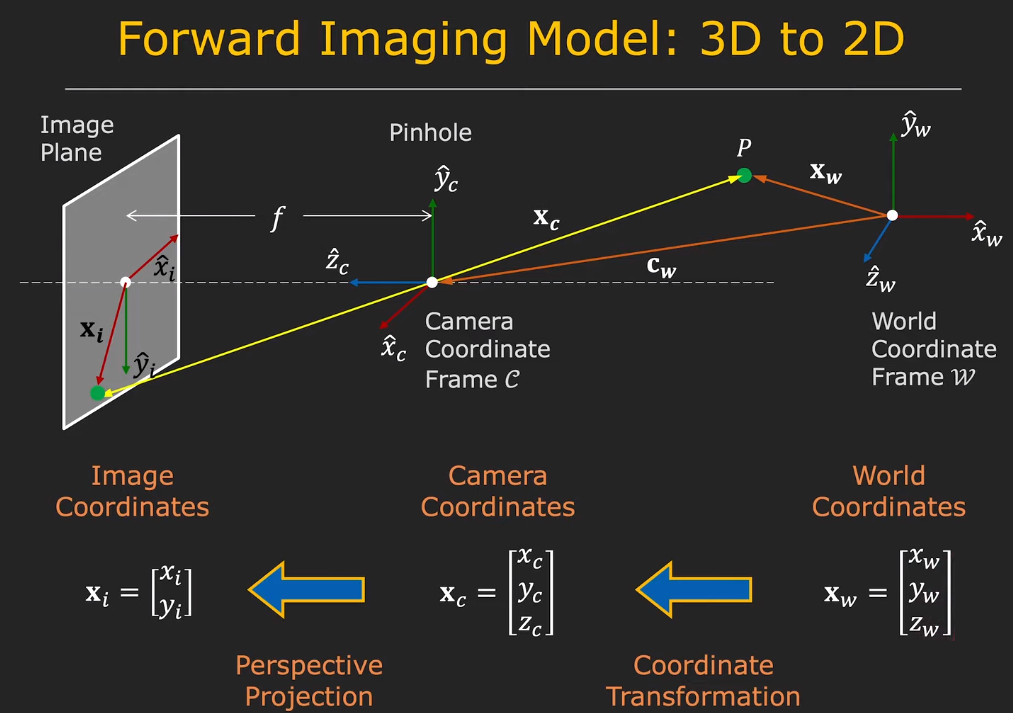 Forward Imaging Model: 3D to 2D
Image
Plane
Pinhole
P
ŷ_w
x_w
ŷ_c
f
x_c
x̂_w
x̂_i
ẑ_c
c_w
ẑ_w
x_i
ŷ_i
x̂_c
Camera
Coordinate
Frame 𝒞
World
Coordinate
Frame 𝒲
Image
Coordinates
Camera
Coordinates
World
Coordinates
x_i = [x_i
y_i]
x_c = [x_c
y_c
z_c]
x_w = [x_w
y_w
z_w]
Perspective
Projection
Coordinate
Transformation